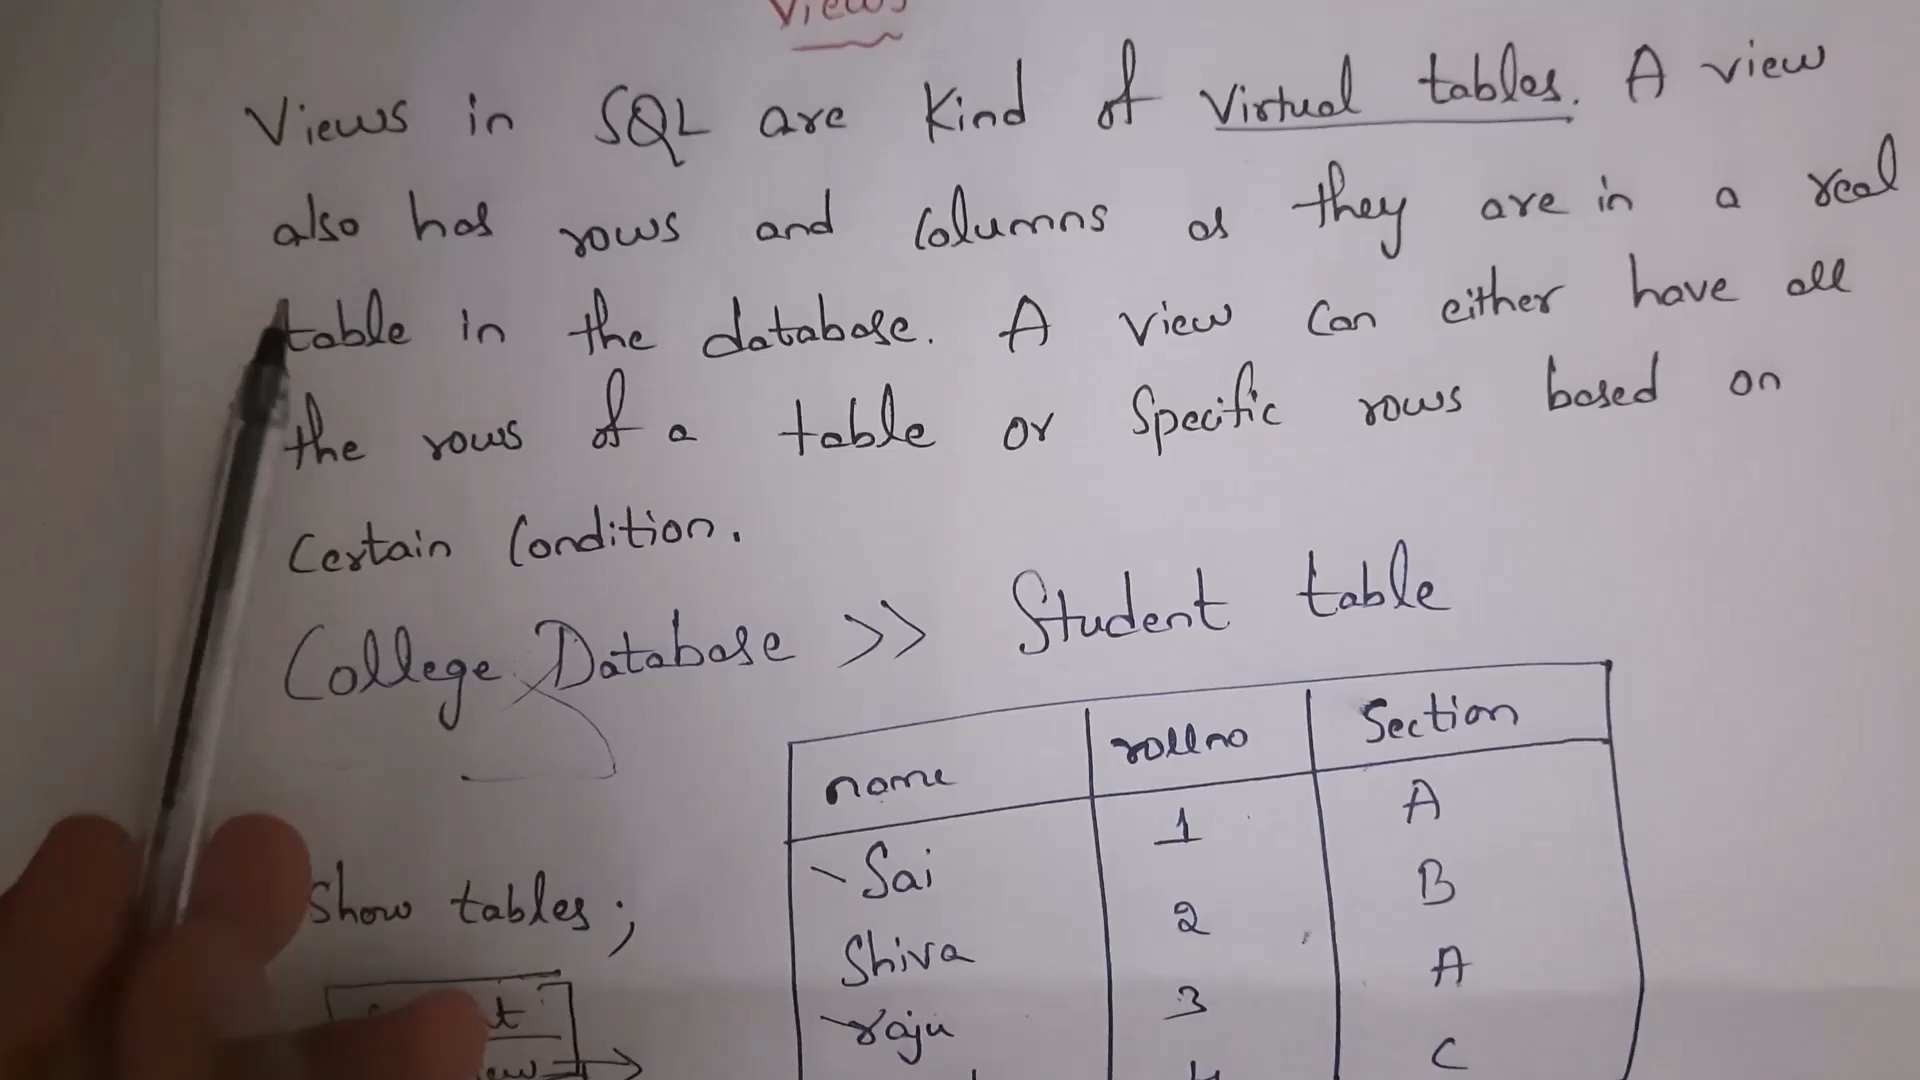 Views
Views in SQL are kind of Virtual tables. A view
also has rows and columns as they are in a real
table in the database. A view can either have all
the rows of a table or specific rows based on
certain condition.
College Database >> Student table
name rollno Section
Sai 1 A
Shiva 2 B
raju 3 A
4 C
Show tables;